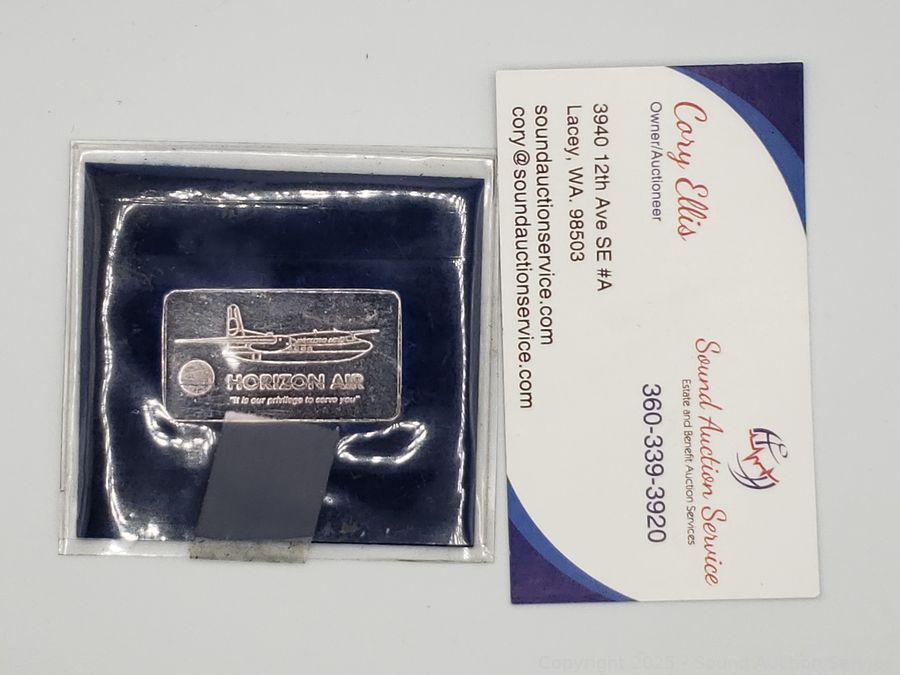 HORIZON AIR
"It is our privilege to serve you"
Cory Ellis
Owner/Auctioneer
3940 12th Ave SE #A
Lacey, WA. 98503
soundauctionservice.com
cory@soundauctionservice.com
Sound Auction Service
Estate and Benefit Auction Services
360-339-3920
Copyright 2025 - Sound Auction Service